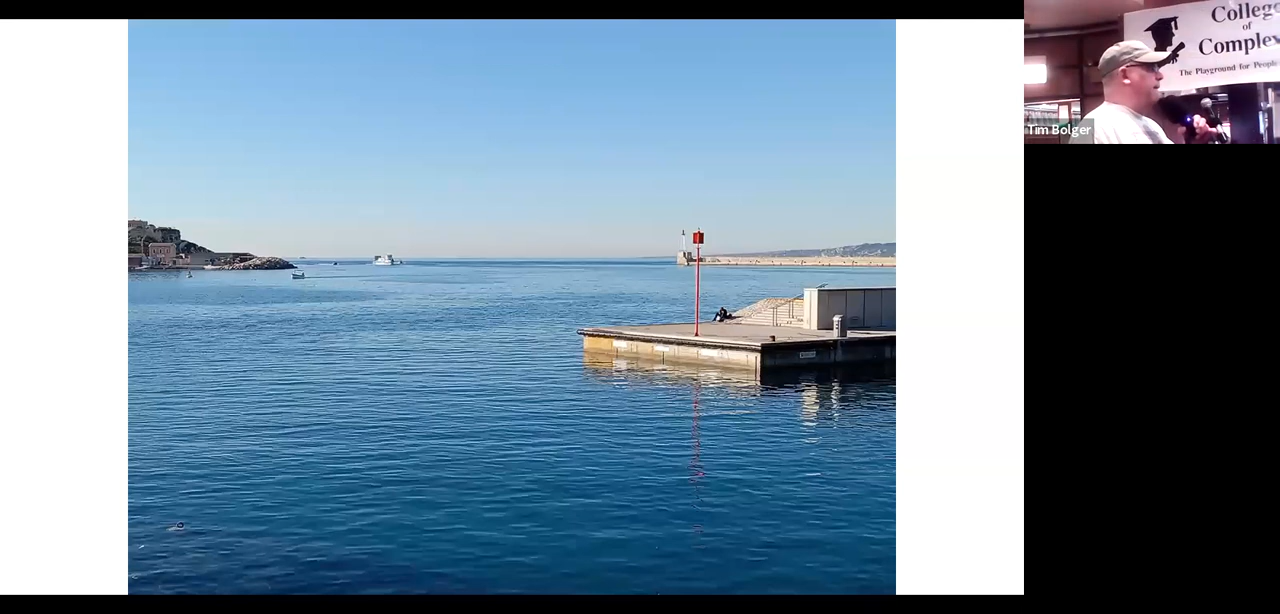 College
of
Complex
The Playground for People
Tim Bolger